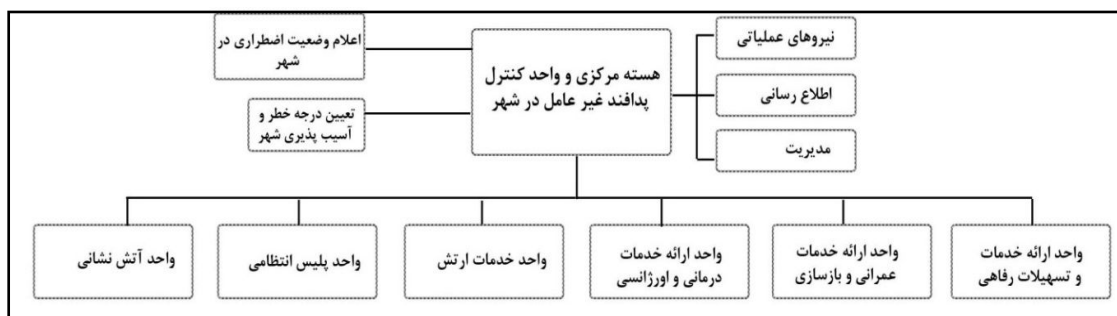 نیروهای عملیاتی
اطلاع رسانی
مدیریت
هسته مرکزی و واحد کنترل
پدافند غیر عامل در شهر
اعلام وضعیت اضطراری در
شهر
تعیین درجه خطر و
آسیب پذیری شهر
واحد ارائه خدمات
و تسهیلات رفاهی
واحد ارائه خدمات
عمرانی و بازسازی
واحد ارائه خدمات
درمانی و اورژانسی
واحد خدمات ارتش
واحد پلیس انتظامی
واحد آتش نشانی